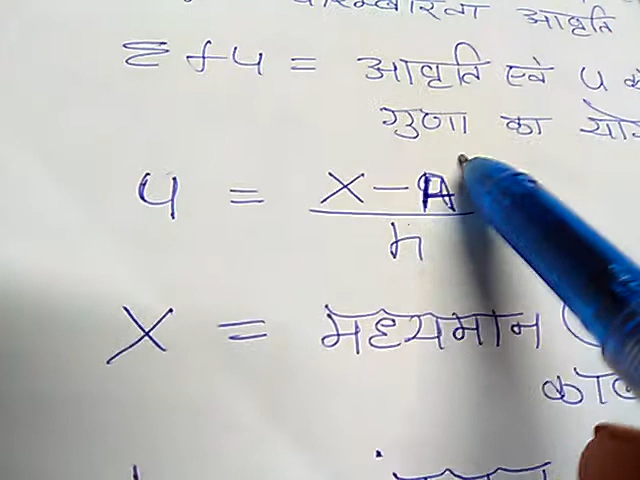 आवृति
Σfu = आवृति एवं u के
गुणा का
u = X-A
h
X = मध्यमान